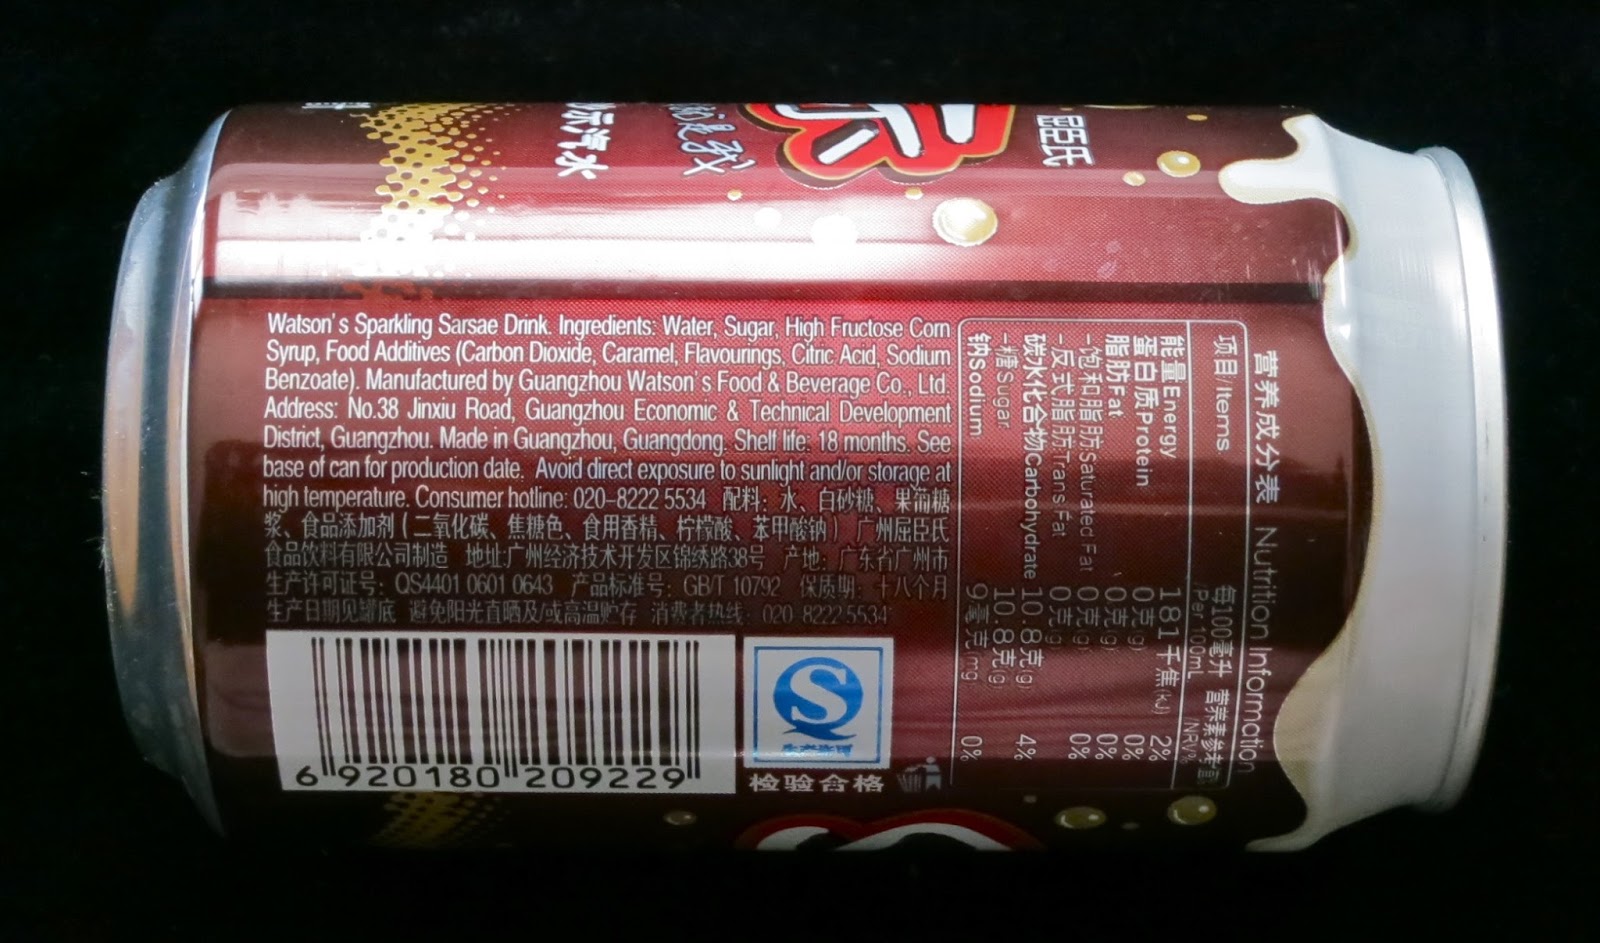 屈臣氏
就是我
汽水
Watson's Sparkling Sarsae Drink. Ingredients: Water, Sugar, High Fructose Corn
Syrup, Food Additives (Carbon Dioxide, Caramel, Flavourings, Citric Acid, Sodium
Benzoate). Manufactured by Guangzhou Watson's Food & Beverage Co., Ltd.
Address: No.38 Jinxiu Road, Guangzhou Economic & Technical Development
District, Guangzhou. Made in Guangzhou, Guangdong. Shelf life: 18 months. See
base of can for production date. Avoid direct exposure to sunlight and/or storage at
high temperature. Consumer hotline: 020-8222 5534 配料：水、白砂糖、果葡糖
浆、食品添加剂（二氧化碳、焦糖色、食用香精、柠檬酸、苯甲酸钠） 广州屈臣氏
食品饮料有限公司制造 地址:广州经济技术开发区锦绣路38号 产地：广东省广州市
生产许可证号：QS4401 0601 0643 产品标准号：GB/T 10792 保质期：十八个月
生产日期见罐底 避免阳光直晒及/或高温贮存 消费者热线：020-8222 5534
6 920180 209229
检验合格
营养成分表 Nutrition Information
项目/Items 每100毫升 营养素参考
/Per 100mL /NRV%
能量Energy 181千焦(kJ) 2%
蛋白质Protein 0克(g) 0%
脂肪Fat 0克(g) 0%
-饱和脂肪Saturated Fat 0克(g) 0%
-反式脂肪Trans Fat 0克(g)
碳水化合物Carbohydrate 10.8克(g) 4%
-糖Sugar 10.8克(g)
钠Sodium 9毫克(mg) 0%